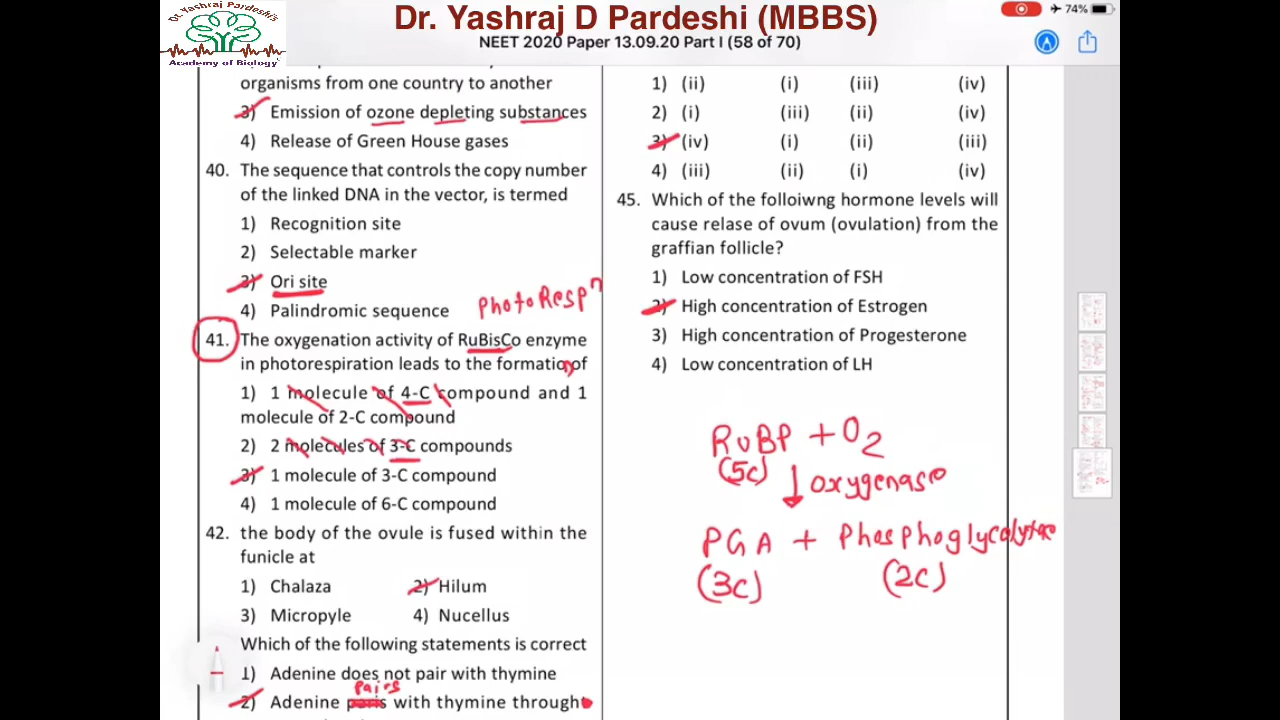 Dr. Yashraj Pardeshi's
Academy of Biology
Dr. Yashraj D Pardeshi (MBBS)
NEET 2020 Paper 13.09.20 Part I (58 of 70)
74%
organisms from one country to another
3) Emission of ozone depleting substances
4) Release of Green House gases
40. The sequence that controls the copy number
of the linked DNA in the vector, is termed
1) Recognition site
2) Selectable marker
3) Ori site
4) Palindromic sequence
PhotoRespⁿ
41. The oxygenation activity of RuBisCo enzyme
in photorespiration leads to the formation of
1) 1 molecule of 4-C compound and 1
molecule of 2-C compound
2) 2 molecules of 3-C compounds
3) 1 molecule of 3-C compound
4) 1 molecule of 6-C compound
42. the body of the ovule is fused within the
funicle at
1) Chalaza 2) Hilum
3) Micropyle 4) Nucellus
Which of the following statements is correct
1) Adenine does not pair with thymine
pairs
2) Adenine with thymine through
1) (ii) (i) (iii) (iv)
2) (i) (iii) (ii) (iv)
3) (iv) (i) (ii) (iii)
4) (iii) (ii) (i) (iv)
45. Which of the folloiwng hormone levels will
cause relase of ovum (ovulation) from the
graffian follicle?
1) Low concentration of FSH
2) High concentration of Estrogen
3) High concentration of Progesterone
4) Low concentration of LH
RuBP + O2
(5c) ↓ oxygenase
PGA + 
(3c) (2c)